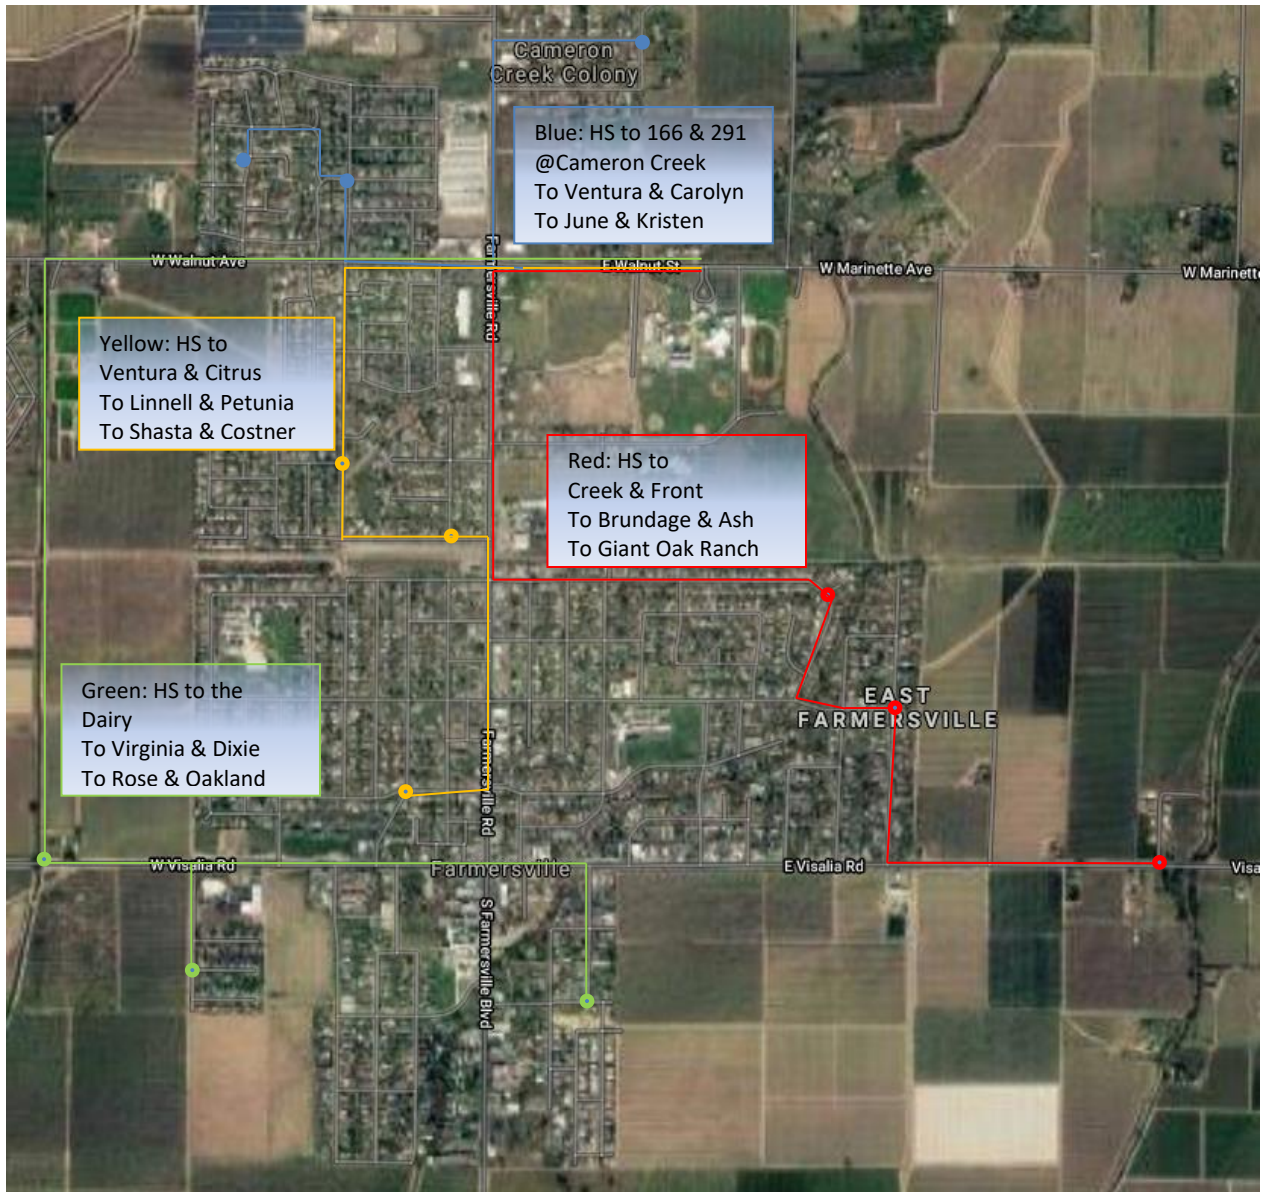 Cameron
Creek Colony
Blue: HS to 166 & 291
@Cameron Creek
To Ventura & Carolyn
To June & Kristen
W Walnut Ave
Farmersville Rd
E Walnut St
W Marinette Ave
W Marinette
Yellow: HS to
Ventura & Citrus
To Linnell & Petunia
To Shasta & Costner
Red: HS to
Creek & Front
To Brundage & Ash
To Giant Oak Ranch
Green: HS to the
Dairy
To Virginia & Dixie
To Rose & Oakland
EAST
FARMERSVILLE
Farmersville Rd
W Visalia Rd
Farmersville
E Visalia Rd
Visa
S Farmersville Blvd